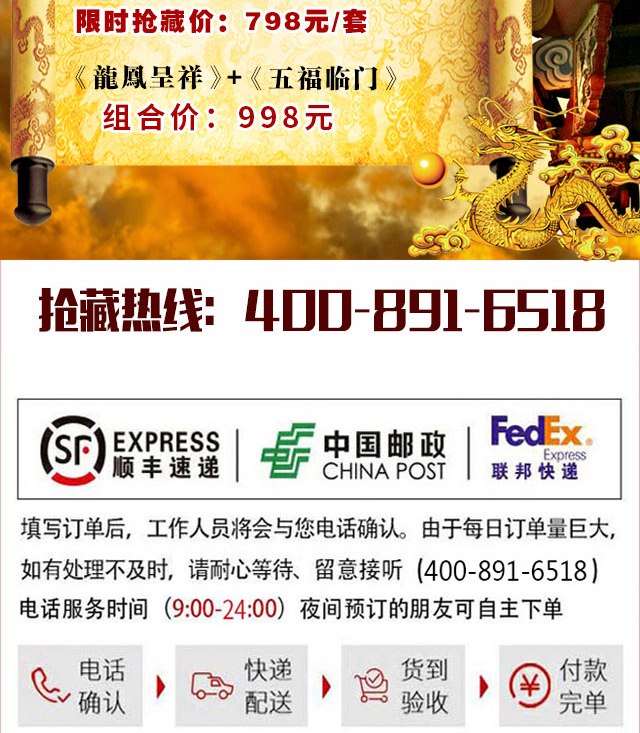 限时抢藏价：798元/套
《龍鳳呈祥》+《五福临门》
组合价：998元
抢藏热线：400-891-6518
SF EXPRESS
顺丰速递
中国邮政
CHINA POST
FedEx®
Express
联邦快递
填写订单后，工作人员将会与您电话确认。由于每日订单量巨大，
如有处理不及时，请耐心等待、留意接听（400-891-6518）
电话服务时间（9:00-24:00）夜间预订的朋友可自主下单
电话
确认
快递
配送
货到
验收
¥
付款
完单